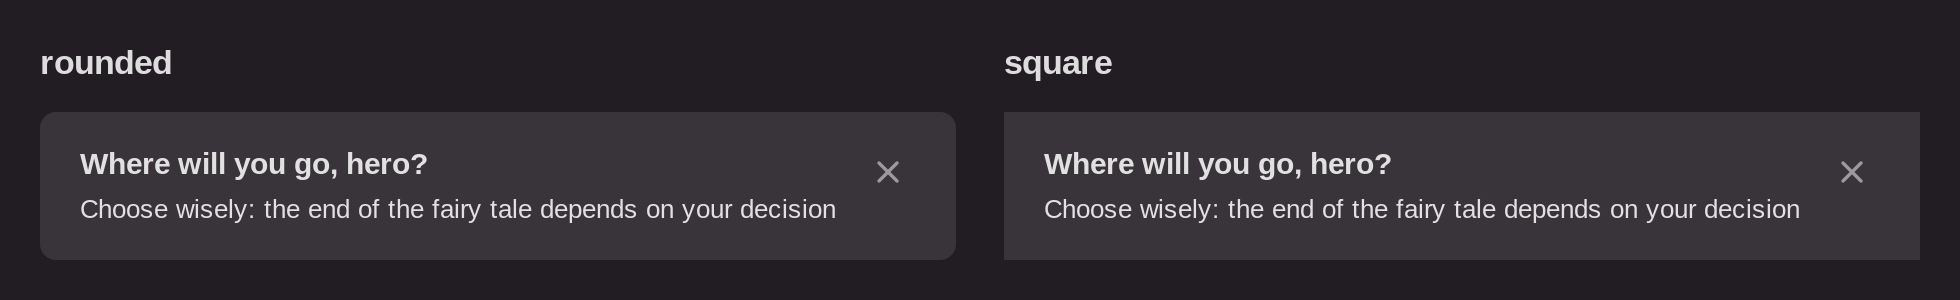 rounded
Where will you go, hero?
Choose wisely: the end of the fairy tale depends on your decision
square
Where will you go, hero?
Choose wisely: the end of the fairy tale depends on your decision